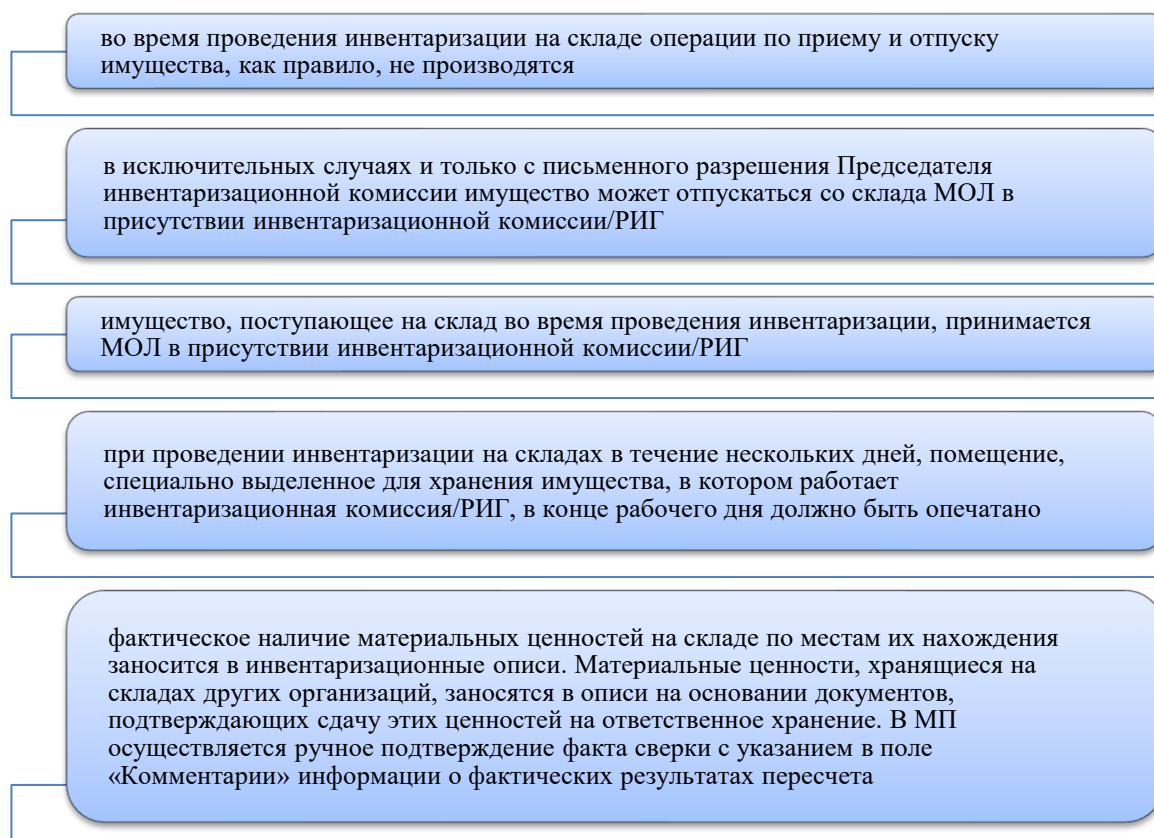 во время проведения инвентаризации на складе операции по приему и отпуску
имущества, как правило, не производятся
в исключительных случаях и только с письменного разрешения Председателя
инвентаризационной комиссии имущество может отпускаться со склада МОЛ в
присутствии инвентаризационной комиссии/РИГ
имущество, поступающее на склад во время проведения инвентаризации, принимается
МОЛ в присутствии инвентаризационной комиссии/РИГ
при проведении инвентаризации на складах в течение нескольких дней, помещение,
специально выделенное для хранения имущества, в котором работает
инвентаризационная комиссия/РИГ, в конце рабочего дня должно быть опечатано
фактическое наличие материальных ценностей на складе по местам их нахождения
заносится в инвентаризационные описи. Материальные ценности, хранящиеся на
складах других организаций, заносятся в описи на основании документов,
подтверждающих сдачу этих ценностей на ответственное хранение. В МП
осуществляется ручное подтверждение факта сверки с указанием в поле
«Комментарии» информации о фактических результатах пересчета